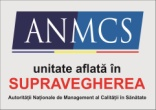 ANMCS
unitate aflată în
SUPRAVEGHEREA
Autorității Naționale de Management al Calității în Sănătate